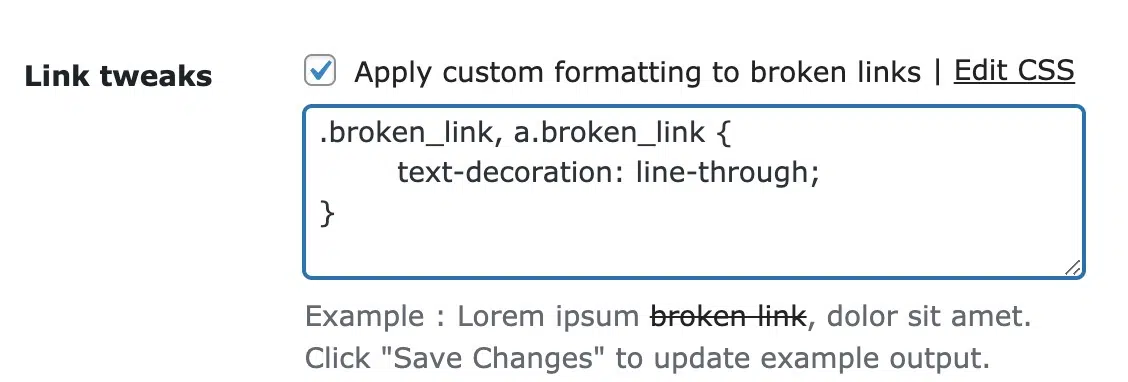 Link tweaks
Apply custom formatting to broken links | Edit CSS
.broken_link, a.broken_link {
text-decoration: line-through;
}
Example : Lorem ipsum broken link, dolor sit amet.
Click "Save Changes" to update example output.